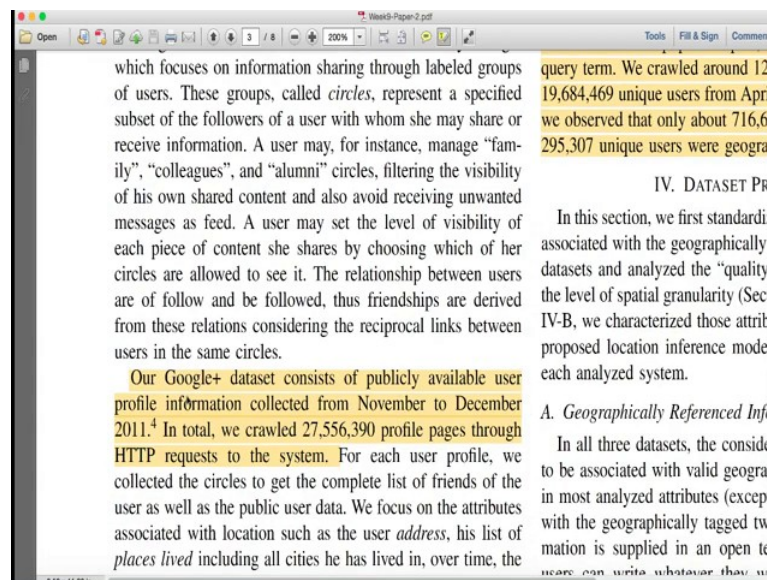 Week9-Paper-2.pdf
Open
3 / 8
200%
Tools
Fill & Sign
Commen
which focuses on information sharing through labeled groups
of users. These groups, called circles, represent a specified
subset of the followers of a user with whom she may share or
receive information. A user may, for instance, manage “fam-
ily”, “colleagues”, and “alumni” circles, filtering the visibility
of his own shared content and also avoid receiving unwanted
messages as feed. A user may set the level of visibility of
each piece of content she shares by choosing which of her
circles are allowed to see it. The relationship between users
are of follow and be followed, thus friendships are derived
from these relations considering the reciprocal links between
users in the same circles.
Our Google+ dataset consists of publicly available user
profile information collected from November to December
2011.4 In total, we crawled 27,556,390 profile pages through
HTTP requests to the system. For each user profile, we
collected the circles to get the complete list of friends of the
user as well as the public user data. We focus on the attributes
associated with location such as the user address, his list of
places lived including all cities he has lived in, over time, the
query term. We crawled around 12
19,684,469 unique users from Apri
we observed that only about 716,6
295,307 unique users were geogra
IV. DATASET PR
In this section, we first standardi
associated with the geographically
datasets and analyzed the “quality
the level of spatial granularity (Sec
IV-B, we characterized those attrib
proposed location inference mode
each analyzed system.
A. Geographically Referenced Info
In all three datasets, the conside
to be associated with valid geogra
in most analyzed attributes (excep
with the geographically tagged tw
mation is supplied in an open te
users can write whatever they w